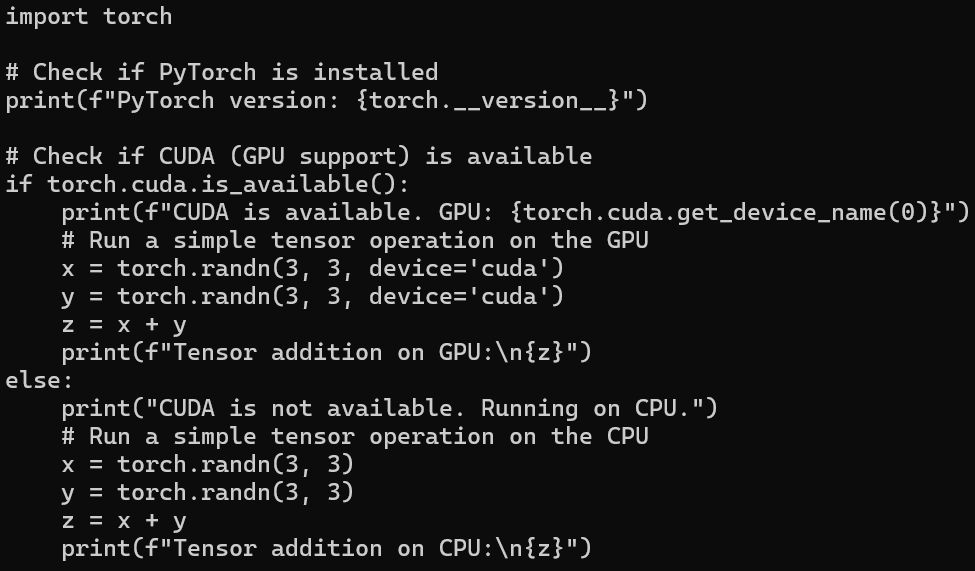 import torch

# Check if PyTorch is installed
print(f"PyTorch version: {torch.__version__}")

# Check if CUDA (GPU support) is available
if torch.cuda.is_available():
    print(f"CUDA is available. GPU: {torch.cuda.get_device_name(0)}")
    # Run a simple tensor operation on the GPU
    x = torch.randn(3, 3, device='cuda')
    y = torch.randn(3, 3, device='cuda')
    z = x + y
    print(f"Tensor addition on GPU:\n{z}")
else:
    print("CUDA is not available. Running on CPU.")
    # Run a simple tensor operation on the CPU
    x = torch.randn(3, 3)
    y = torch.randn(3, 3)
    z = x + y
    print(f"Tensor addition on CPU:\n{z}")